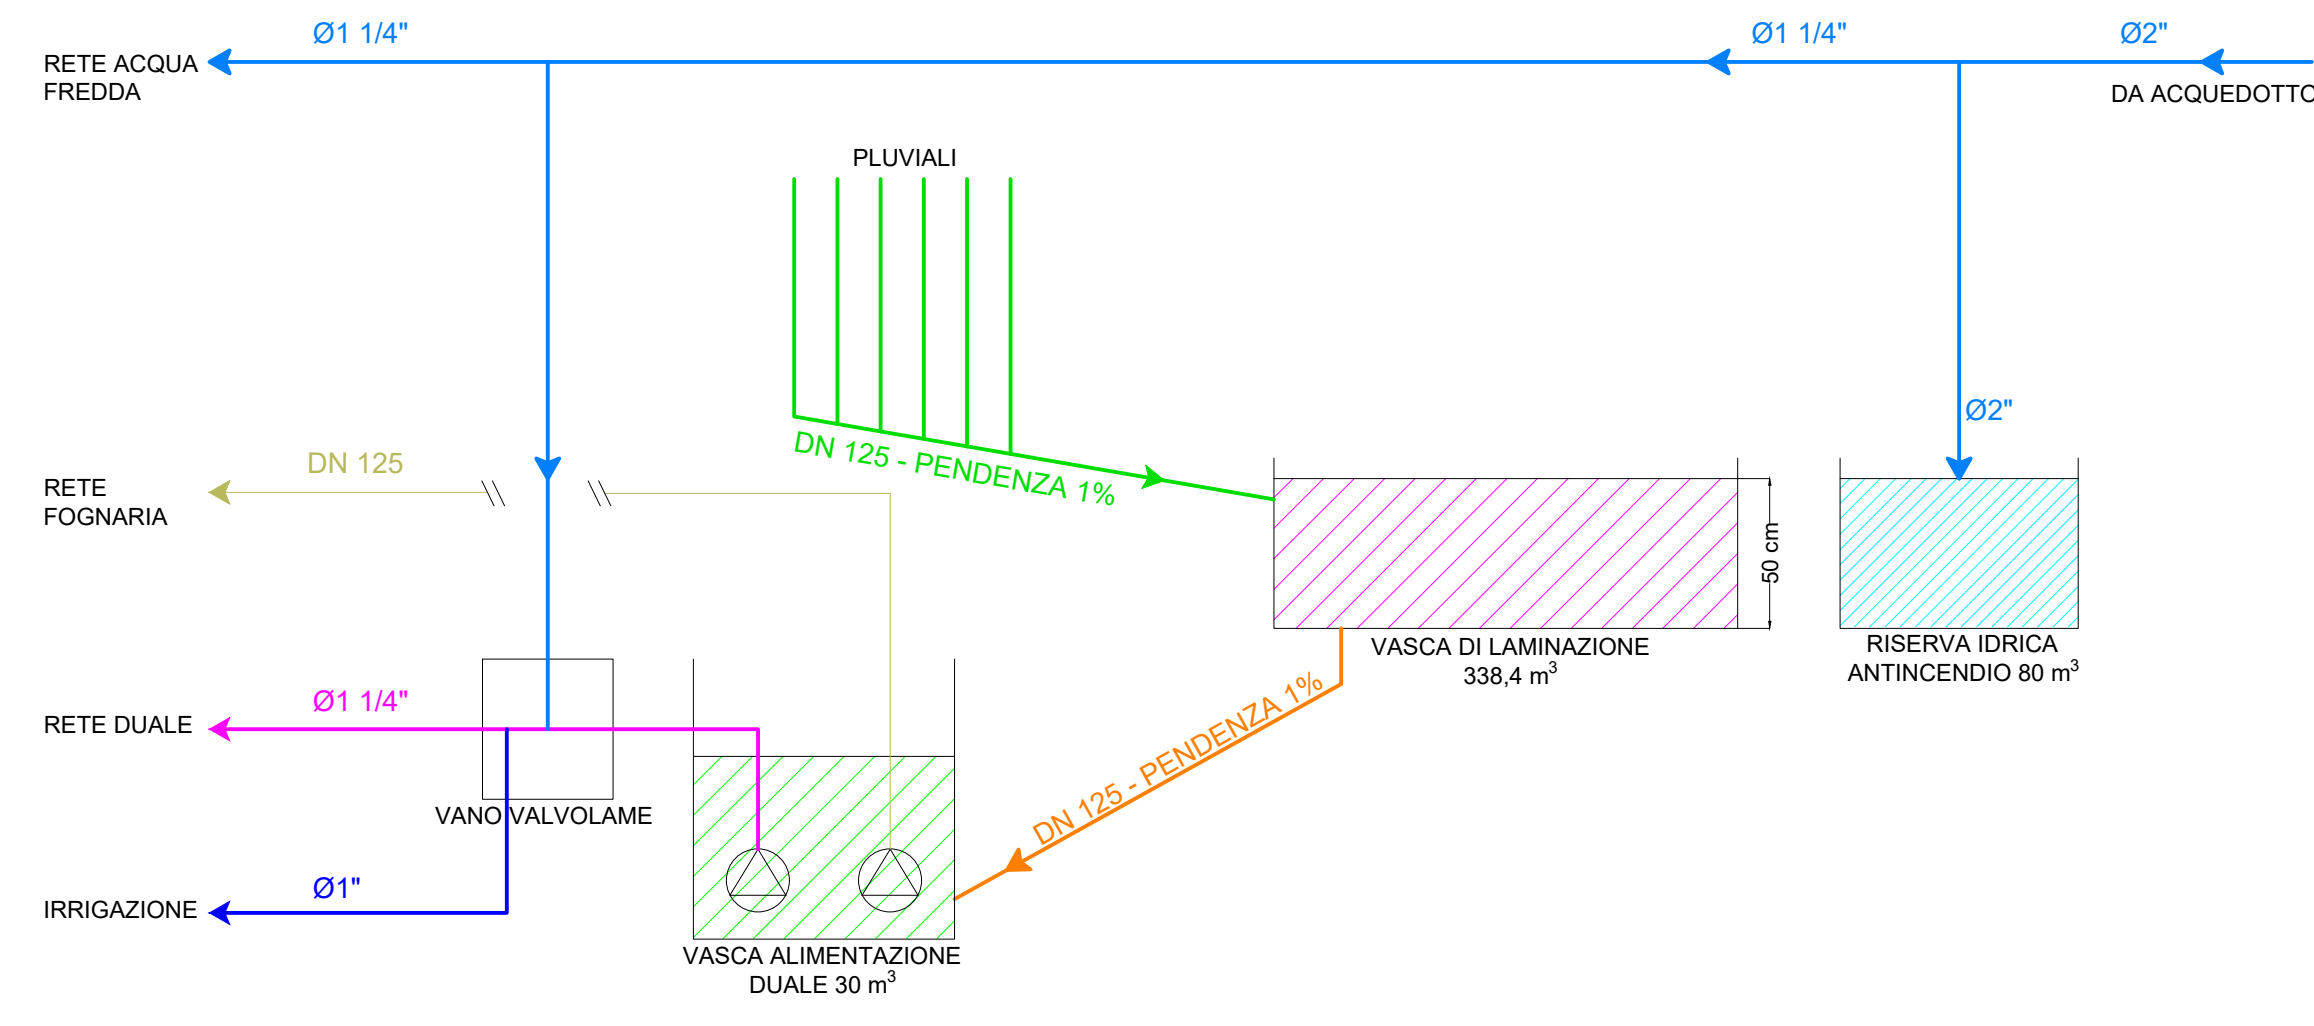 Ø1 1/4"
Ø1 1/4"
Ø2"
RETE ACQUA
FREDDA
DA ACQUEDOTTO
PLUVIALI
Ø2"
DN 125 - PENDENZA 1%
DN 125
RETE
FOGNARIA
50 cm
VASCA DI LAMINAZIONE
338,4 m³
RISERVA IDRICA
ANTINCENDIO 80 m³
Ø1 1/4"
RETE DUALE
DN 125 - PENDENZA 1%
VANO VALVOLAME
Ø1"
IRRIGAZIONE
VASCA ALIMENTAZIONE
DUALE 30 m³